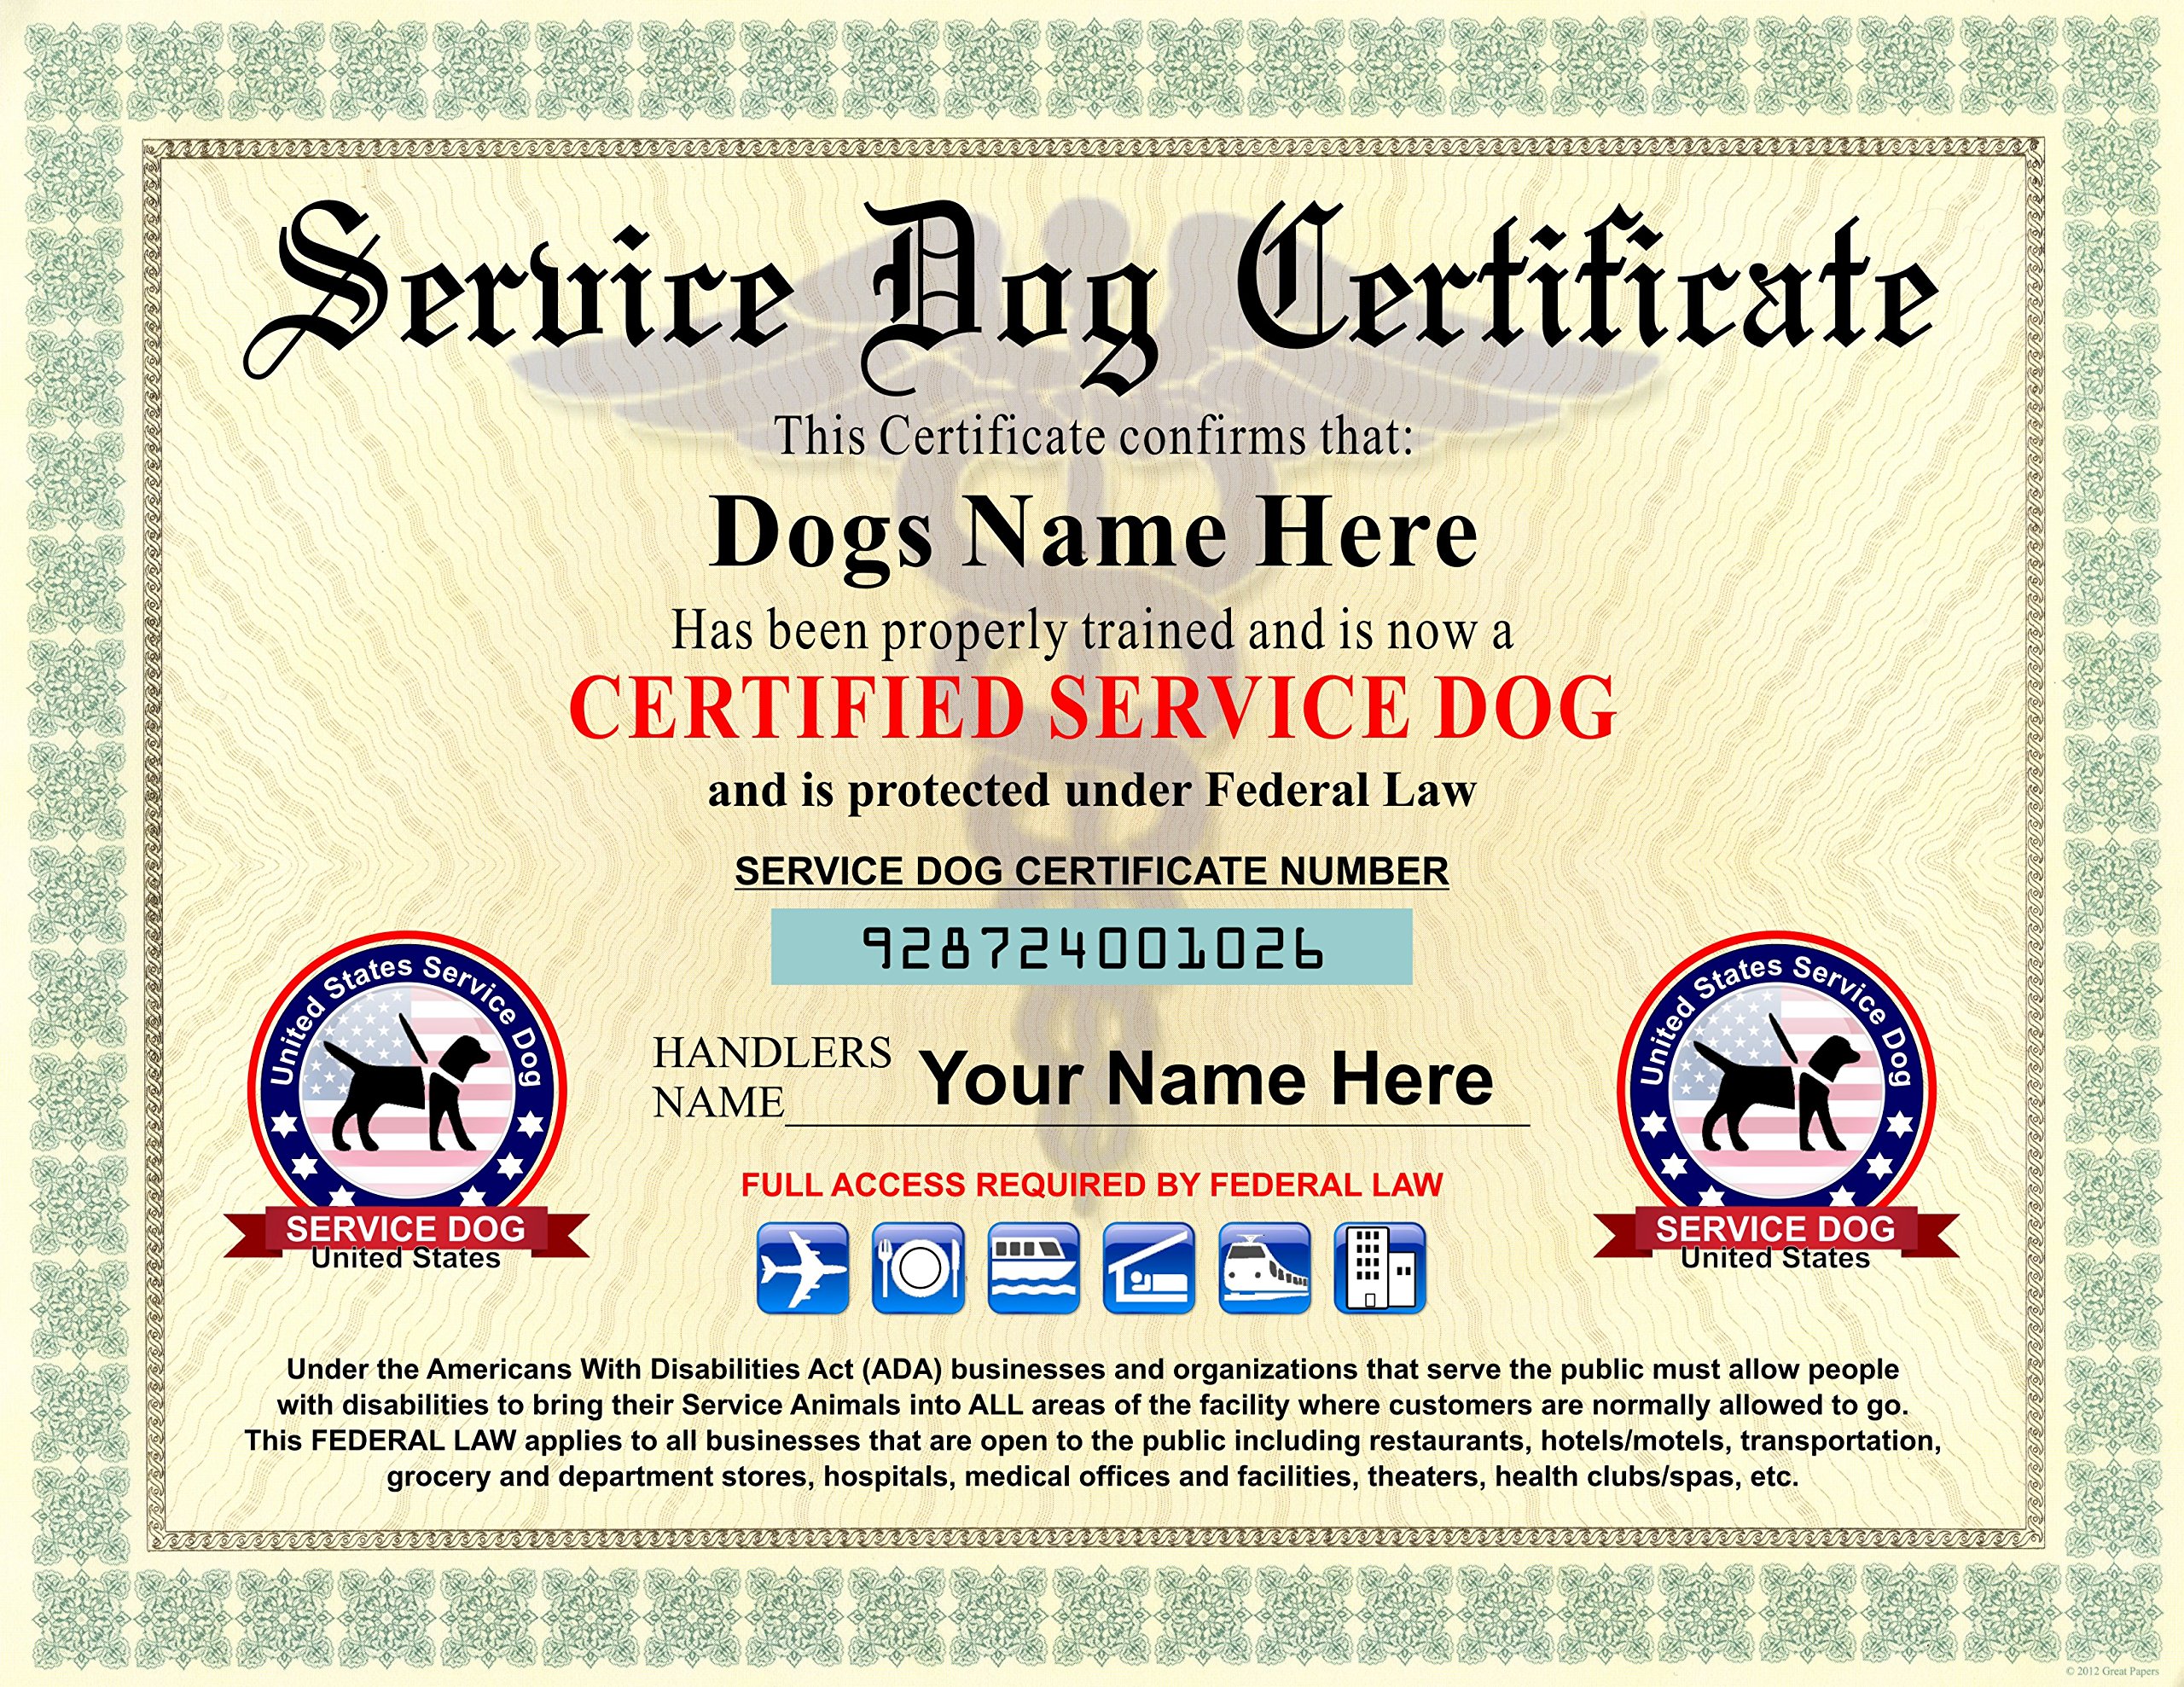 Service Dog Certificate
This Certificate confirms that:
Dogs Name Here
Has been properly trained and is now a
CERTIFIED SERVICE DOG
and is protected under Federal Law
SERVICE DOG CERTIFICATE NUMBER
928724001026
United States Service Dog
SERVICE DOG
United States
HANDLERS
NAME
Your Name Here
United States Service Dog
SERVICE DOG
United States
FULL ACCESS REQUIRED BY FEDERAL LAW
Under the Americans With Disabilities Act (ADA) businesses and organizations that serve the public must allow people
with disabilities to bring their Service Animals into ALL areas of the facility where customers are normally allowed to go.
This FEDERAL LAW applies to all businesses that are open to the public including restaurants, hotels/motels, transportation,
grocery and department stores, hospitals, medical offices and facilities, theaters, health clubs/spas, etc.
© 2012 Great Papers